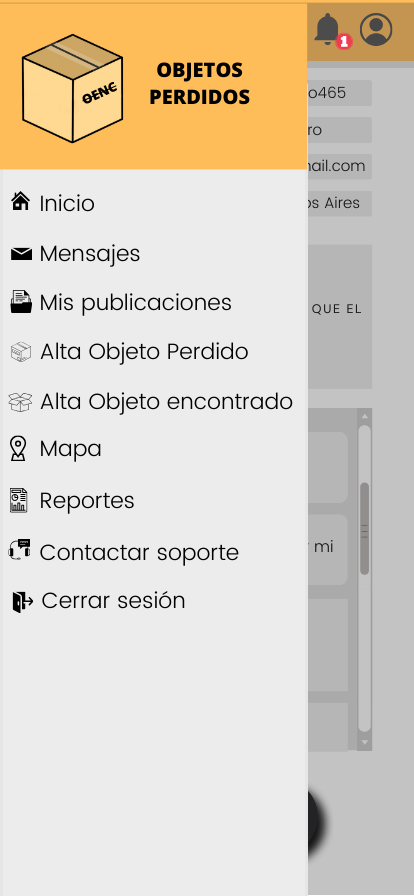 OBJETOS
PERDIDOS
OENC
1
o465
ro
mail.com
os Aires
QUE EL
Inicio
Mensajes
Mis publicaciones
Alta Objeto Perdido
Alta Objeto encontrado
Mapa
Reportes
Contactar soporte
Cerrar sesión
mi